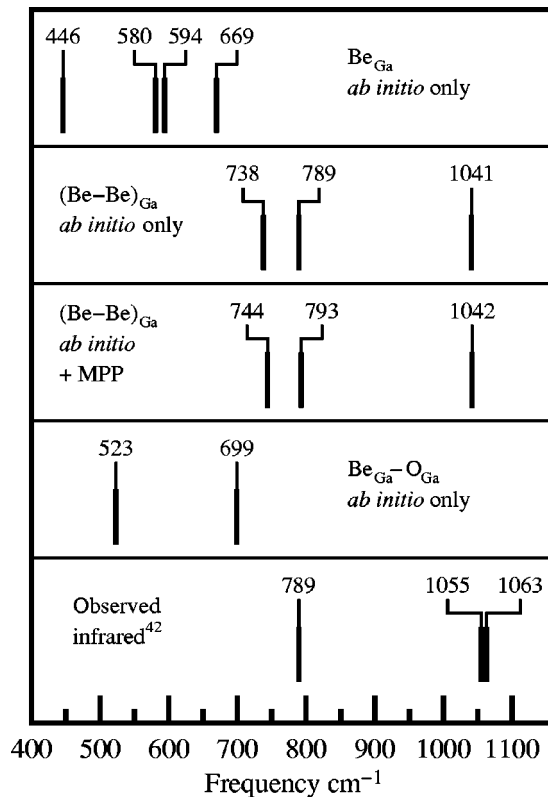 446 580 594 669
Be_Ga
ab initio only
738 789 1041
(Be–Be)_Ga
ab initio only
744 793 1042
(Be–Be)_Ga
ab initio
+ MPP
523 699
Be_Ga–O_Ga
ab initio only
789 1055 1063
Observed
infrared⁴²
400 500 600 700 800 900 1000 1100
Frequency cm⁻¹